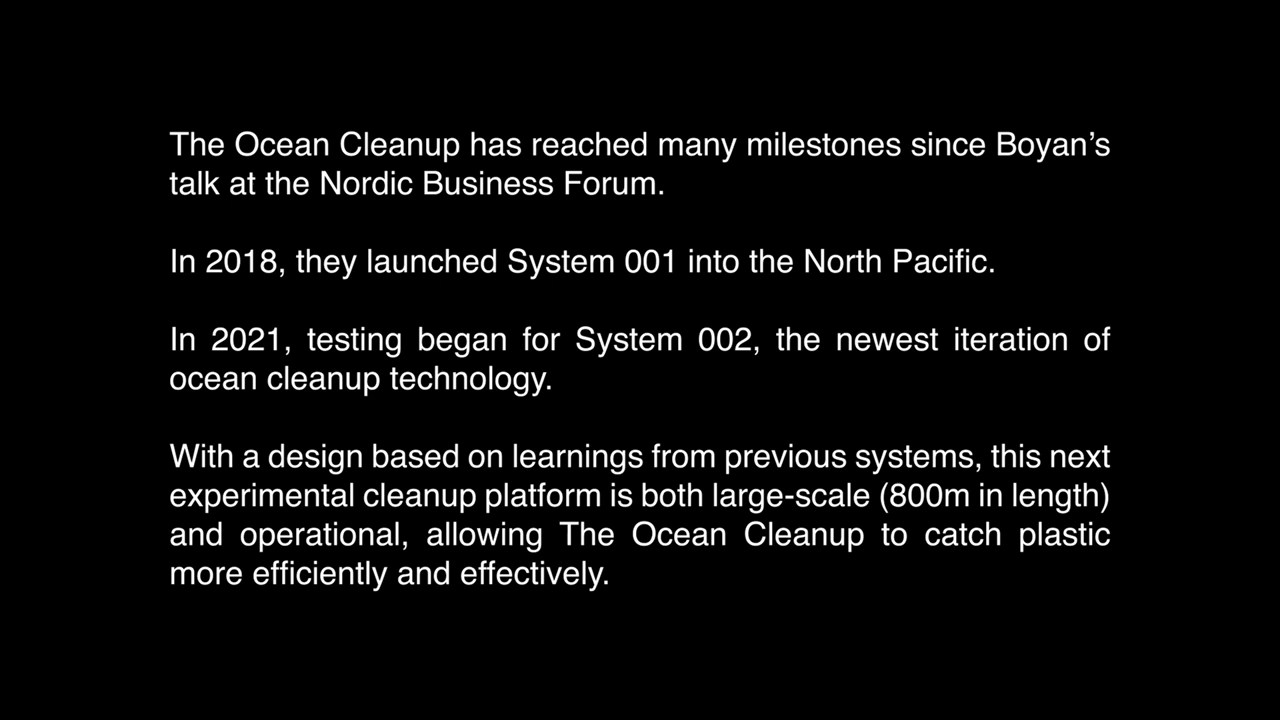 The Ocean Cleanup has reached many milestones since Boyan’s
talk at the Nordic Business Forum.
In 2018, they launched System 001 into the North Pacific.
In 2021, testing began for System 002, the newest iteration of
ocean cleanup technology.
With a design based on learnings from previous systems, this next
experimental cleanup platform is both large-scale (800m in length)
and operational, allowing The Ocean Cleanup to catch plastic
more efficiently and effectively.